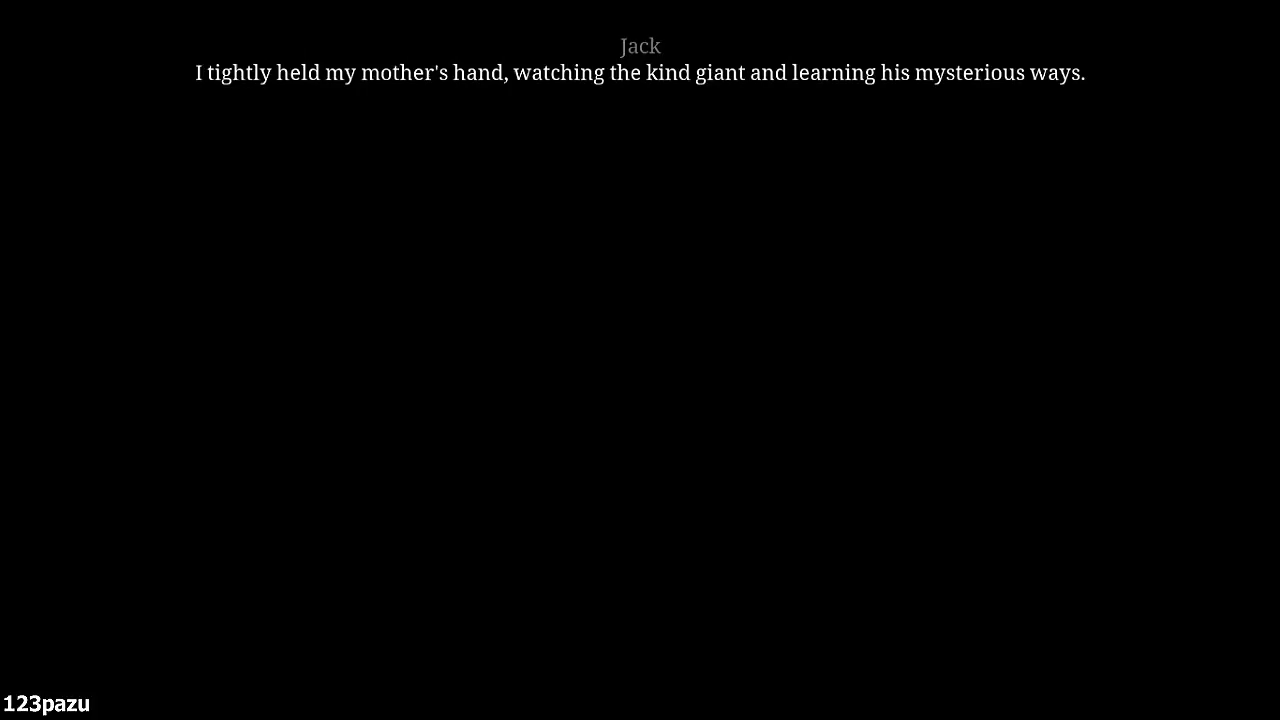 Jack
I tightly held my mother's hand, watching the kind giant and learning his mysterious ways.
123pazu